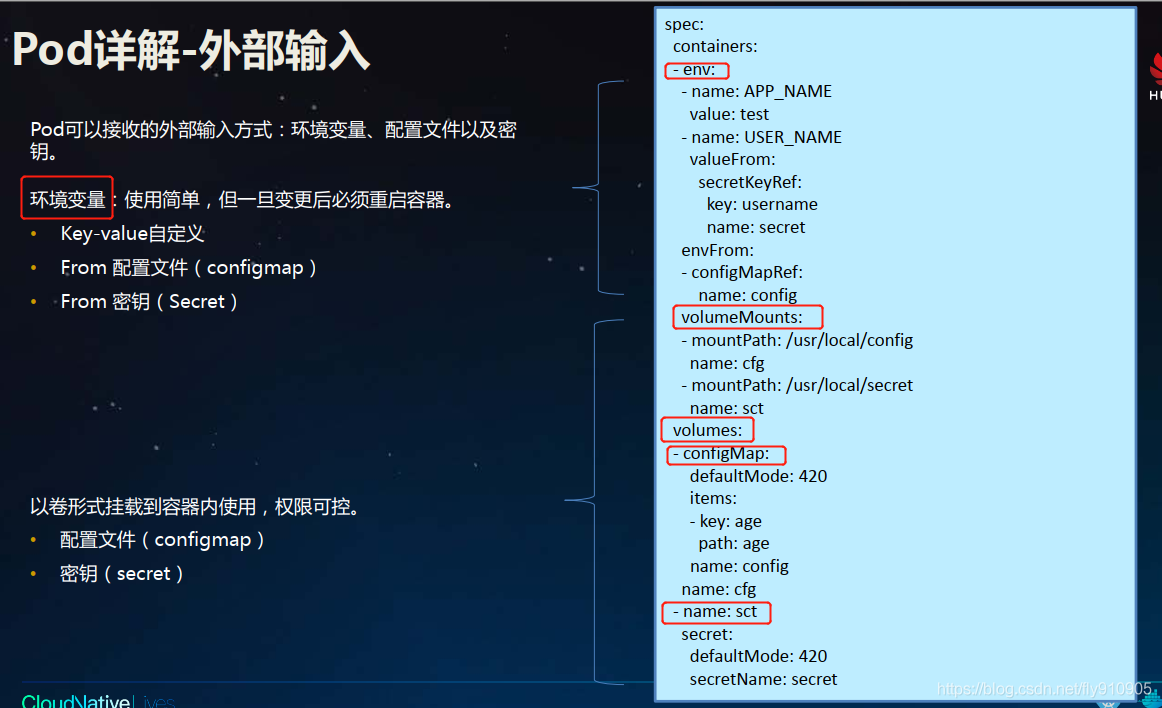 Pod详解-外部输入
Pod可以接收的外部输入方式：环境变量、配置文件以及密
钥。
环境变量：使用简单，但一旦变更后必须重启容器。
• Key-value自定义
• From 配置文件（configmap）
• From 密钥（Secret）
以卷形式挂载到容器内使用，权限可控。
• 配置文件（configmap）
• 密钥（secret）
spec:
containers:
- env:
- name: APP_NAME
value: test
- name: USER_NAME
valueFrom:
secretKeyRef:
key: username
name: secret
envFrom:
- configMapRef:
name: config
volumeMounts:
- mountPath: /usr/local/config
name: cfg
- mountPath: /usr/local/secret
name: sct
volumes:
- configMap:
defaultMode: 420
items:
- key: age
path: age
name: config
name: cfg
- name: sct
secret:
defaultMode: 420
secretName: secret
HU
CloudNative Lives
https://blog.csdn.net/fly910905